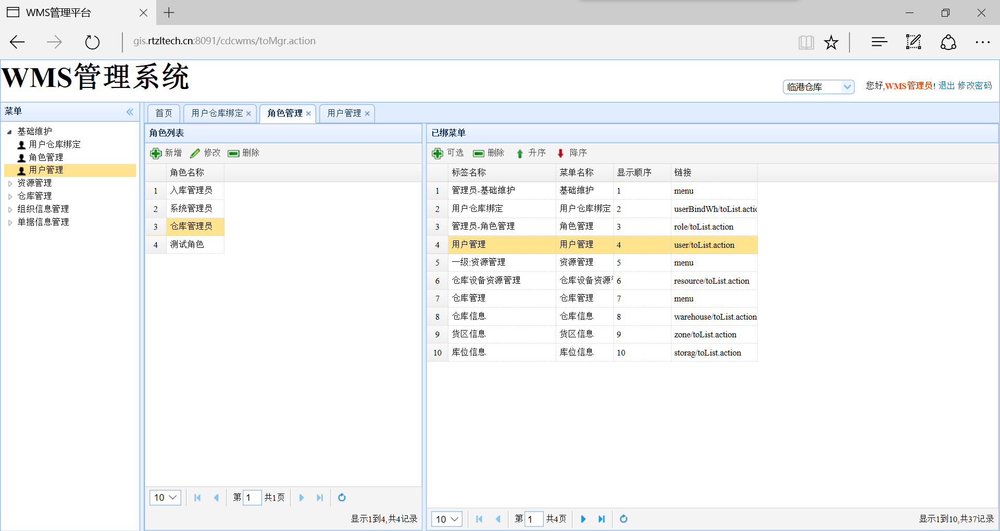 WMS管理平台
gis.rtzltech.cn:8091/cdcwms/toMgr.action
WMS管理系统
临港仓库
您好,WMS管理员! 退出 修改密码
菜单
基础维护
用户仓库绑定
角色管理
用户管理
资源管理
仓库管理
组织信息管理
单据信息管理
首页 用户仓库绑定 角色管理 用户管理
角色列表
新增 修改 删除
角色名称
1 入库管理员
2 系统管理员
3 仓库管理员
4 测试角色
10 第 1 共1页
显示1到4,共4记录
已绑菜单
可选 删除 升序 降序
标签名称 菜单名称 显示顺序 链接
1 管理员-基础维护 基础维护 1 menu
2 用户仓库绑定 用户仓库绑定 2 userBindWh/toList.actio
3 管理员-角色管理 角色管理 3 role/toList.action
4 用户管理 用户管理 4 user/toList.action
5 一级:资源管理 资源管理 5 menu
6 仓库设备资源管理 仓库设备资源 6 resource/toList.action
7 仓库管理 仓库管理 7 menu
8 仓库信息 仓库信息 8 warehouse/toList.action
9 货区信息 货区信息 9 zone/toList.action
10 库位信息 库位信息 10 storag/toList.action
10 第 1 共4页
显示1到10,共37记录